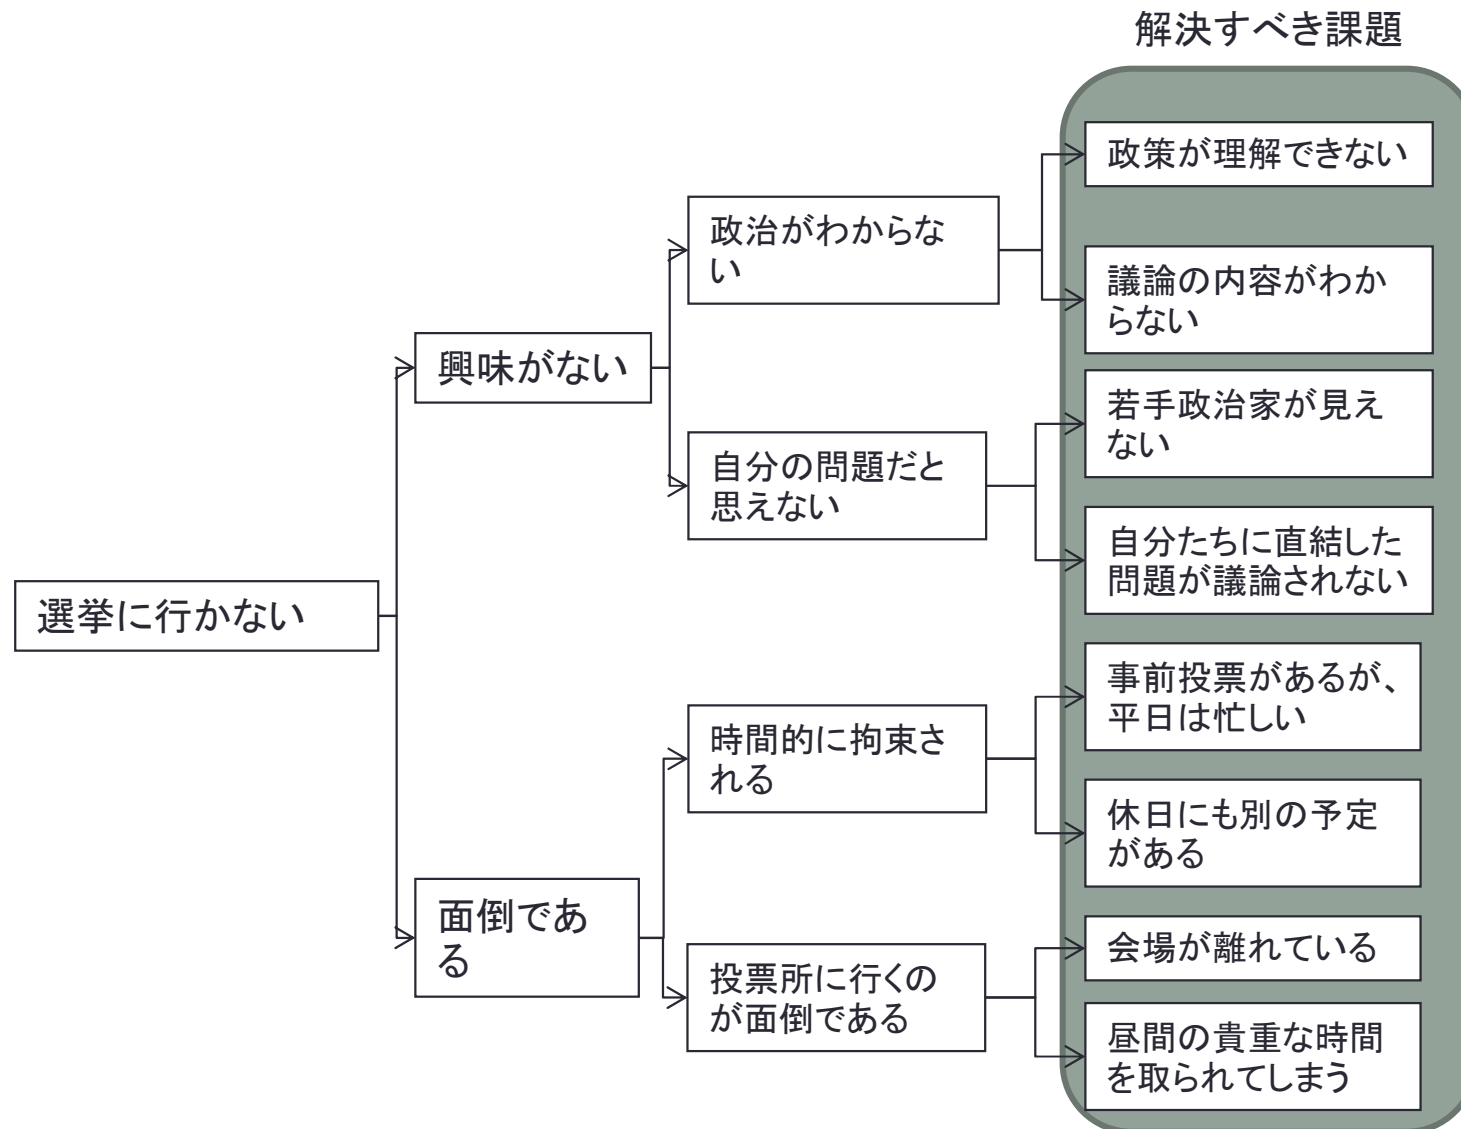 解決すべき課題
政策が理解できない
政治がわからな
い
議論の内容がわか
らない
興味がない
若手政治家が見え
ない
自分の問題だと
思えない
自分たちに直結した
問題が議論されない
選挙に行かない
事前投票があるが、
平日は忙しい
時間的に拘束さ
れる
休日にも別の予定
がある
面倒であ
る
会場が離れている
投票所に行くの
が面倒である
昼間の貴重な時間
を取られてしまう